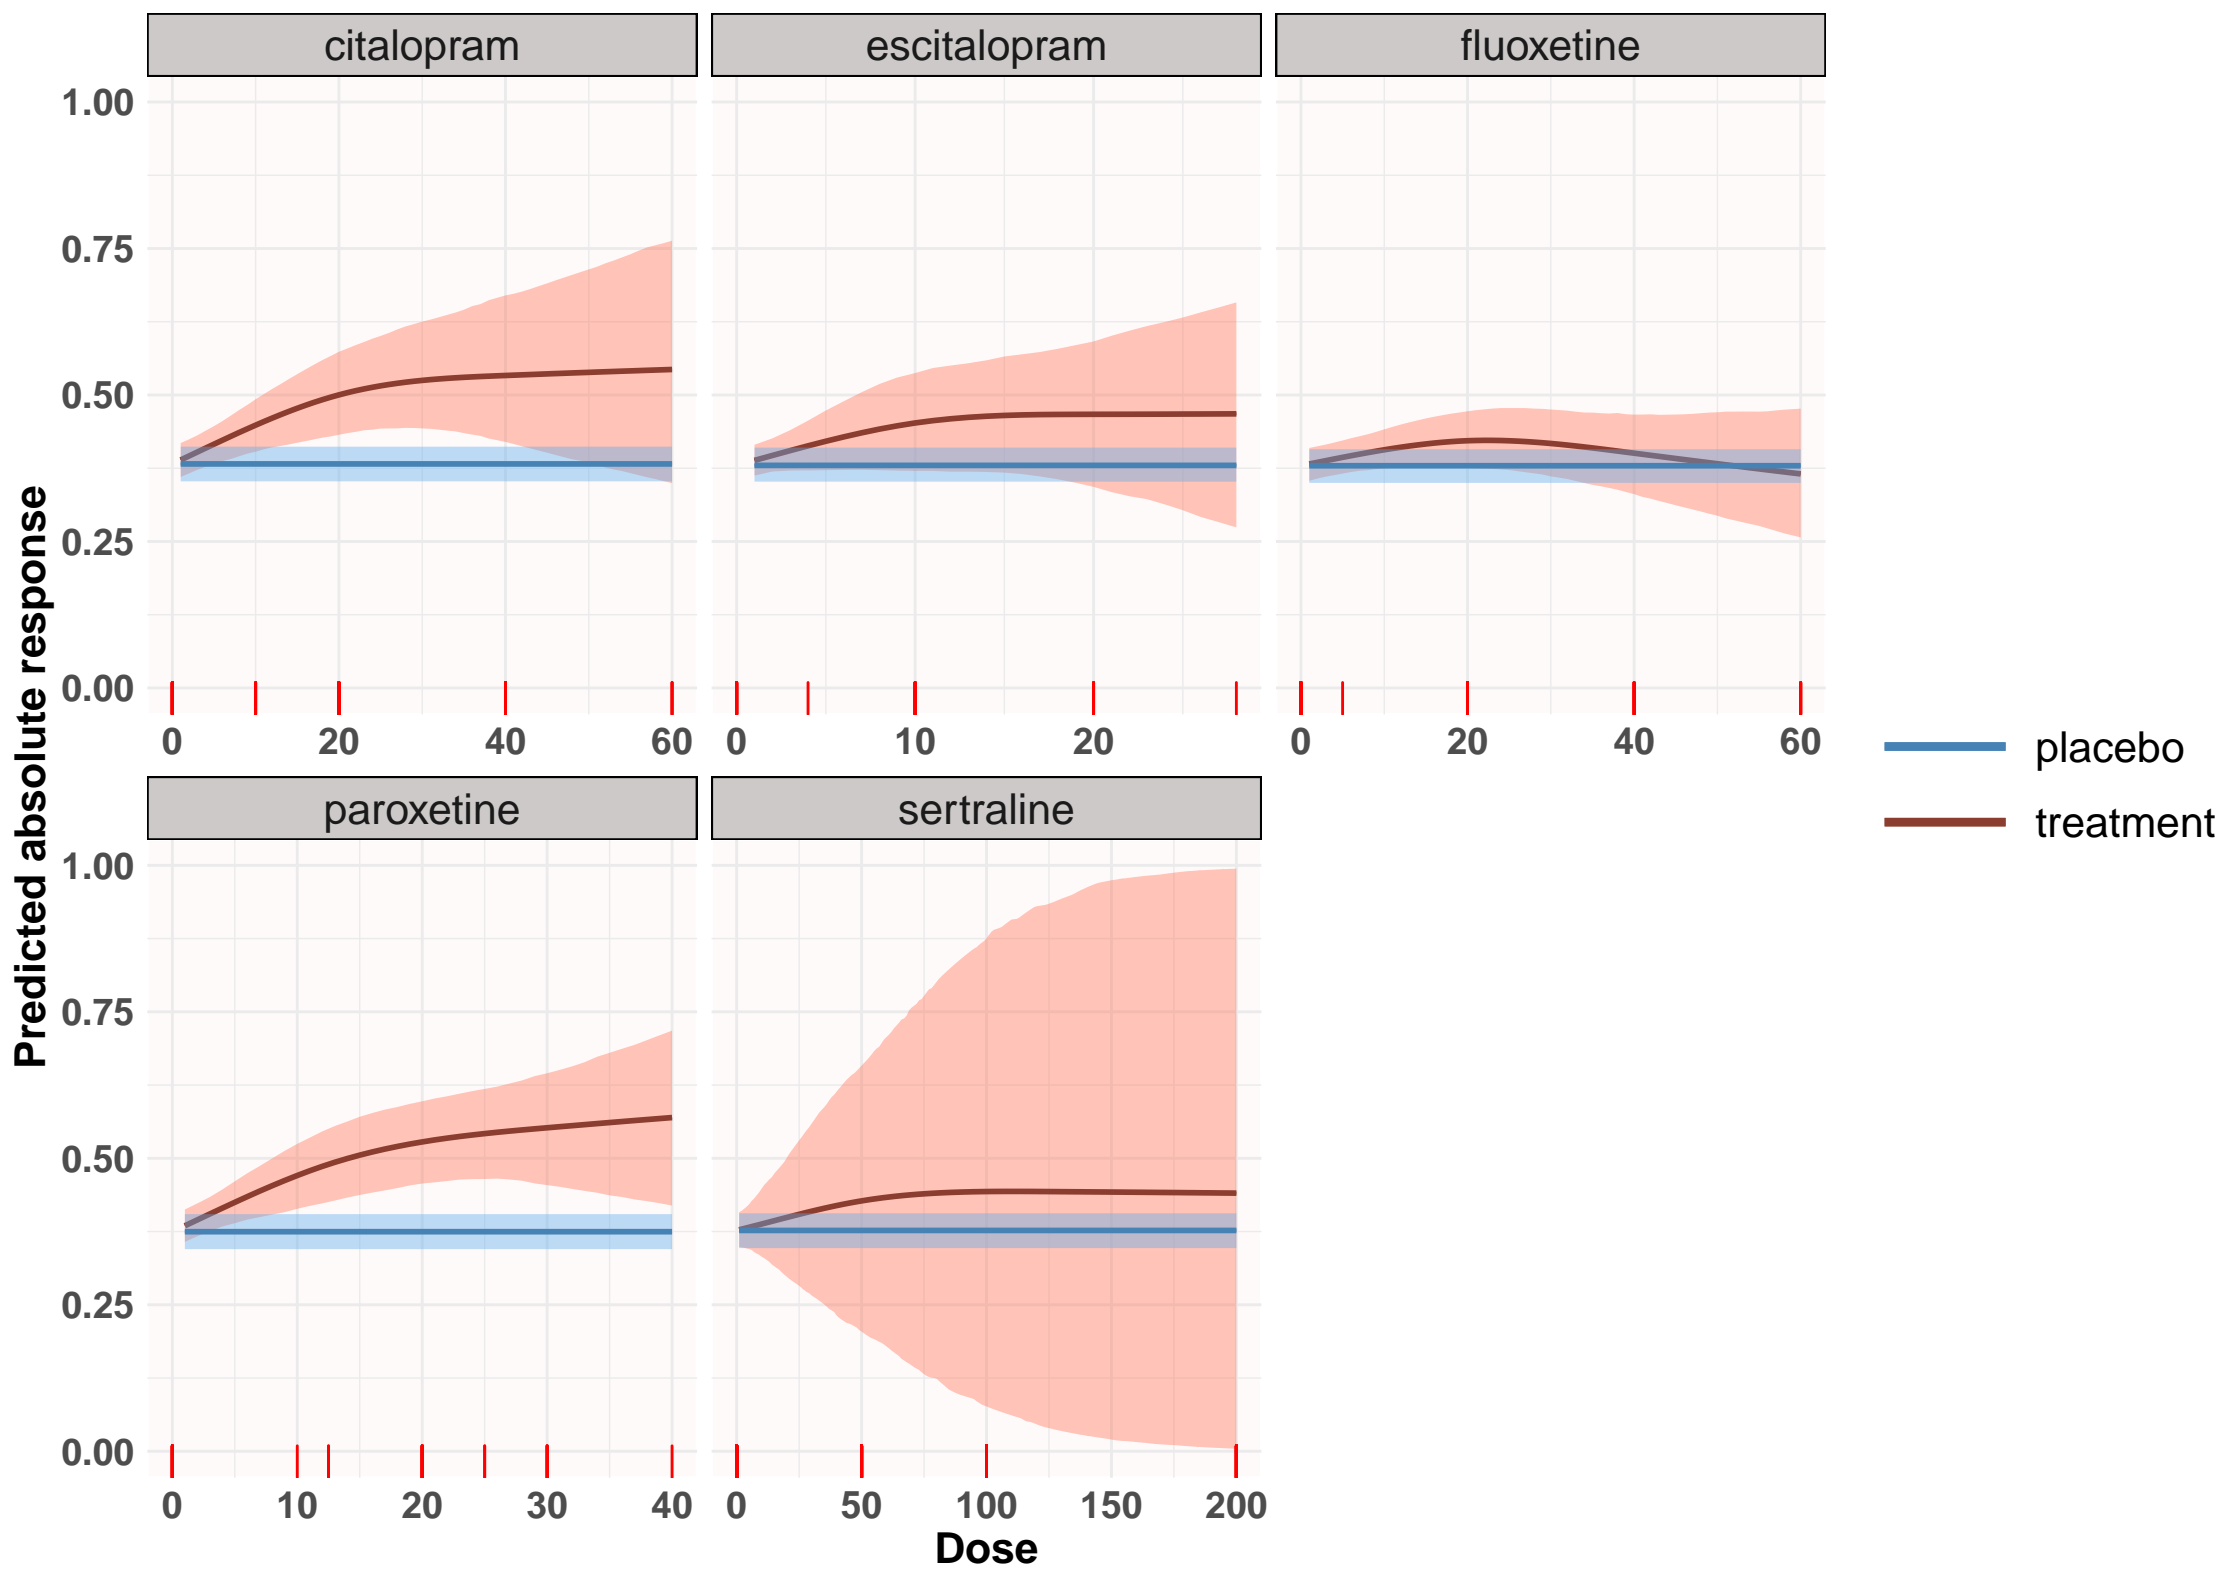 citalopram
escitalopram
fluoxetine
1.00
0.75
0.50
0.25
0.00
0 20 40 60
0 10 20
0 20 40 60
paroxetine
sertraline
1.00
0.75
0.50
0.25
0.00
0 10 20 30 40
0 50 100 150 200
Dose
Predicted absolute response
placebo
treatment